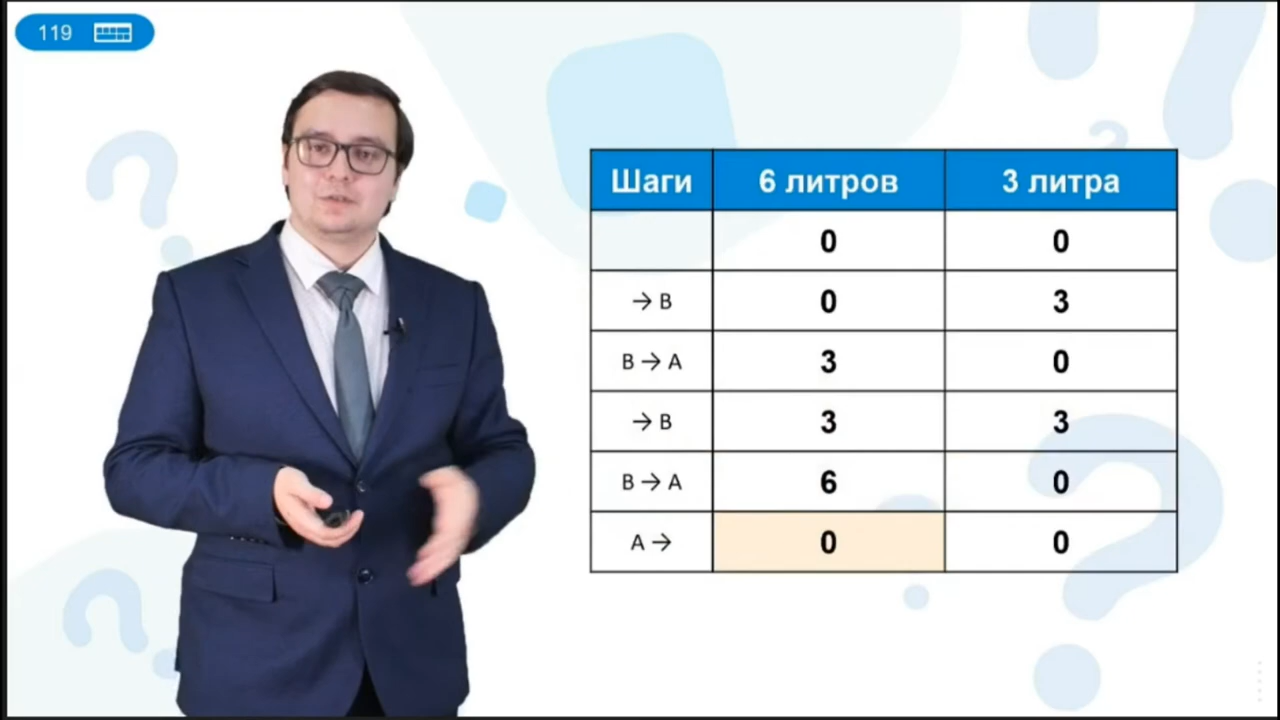 119
Шаги 6 литров 3 литра
0 0
→ B 0 3
B → A 3 0
→ B 3 3
B → A 6 0
A → 0 0